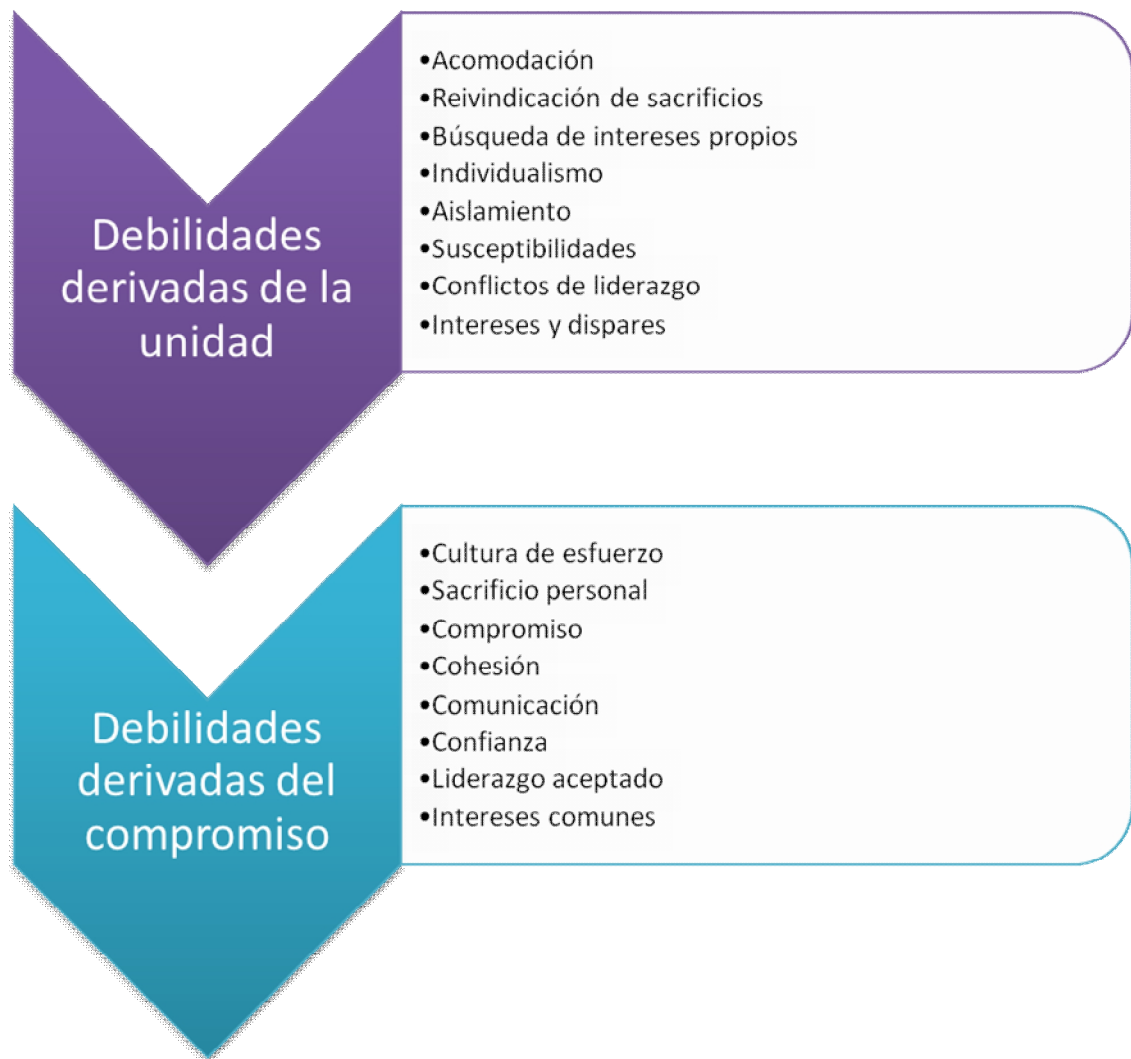 Debilidades
derivadas de la
unidad
•Acomodación
•Reivindicación de sacrificios
•Búsqueda de intereses propios
•Individualismo
•Aislamiento
•Susceptibilidades
•Conflictos de liderazgo
•Intereses y dispares
Debilidades
derivadas del
compromiso
•Cultura de esfuerzo
•Sacrificio personal
•Compromiso
•Cohesión
•Comunicación
•Confianza
•Liderazgo aceptado
•Intereses comunes